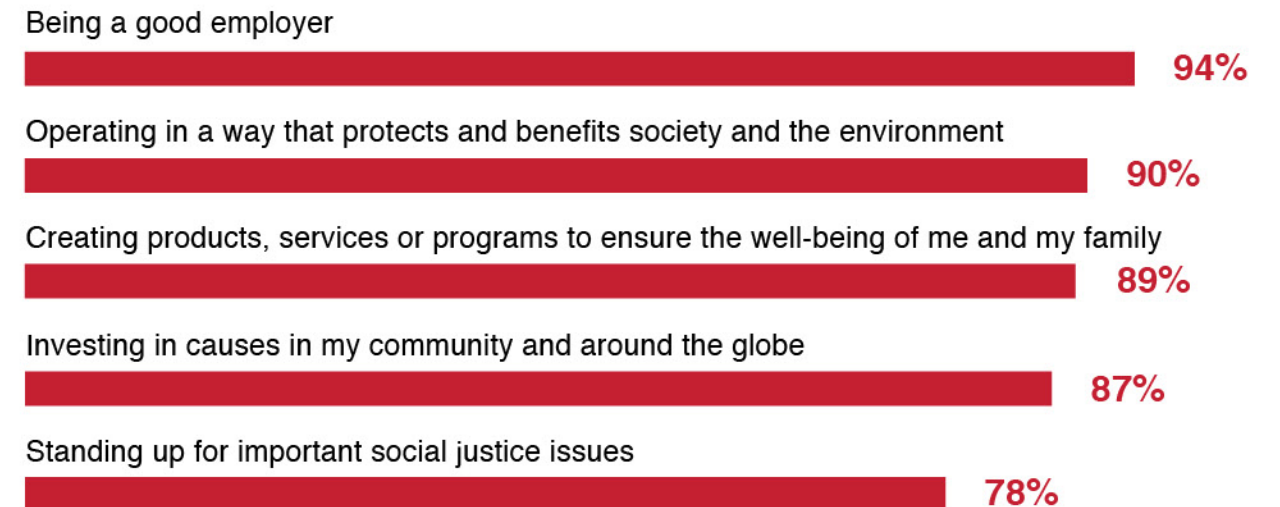 Being a good employer
94%
Operating in a way that protects and benefits society and the environment
90%
Creating products, services or programs to ensure the well-being of me and my family
89%
Investing in causes in my community and around the globe
87%
Standing up for important social justice issues
78%